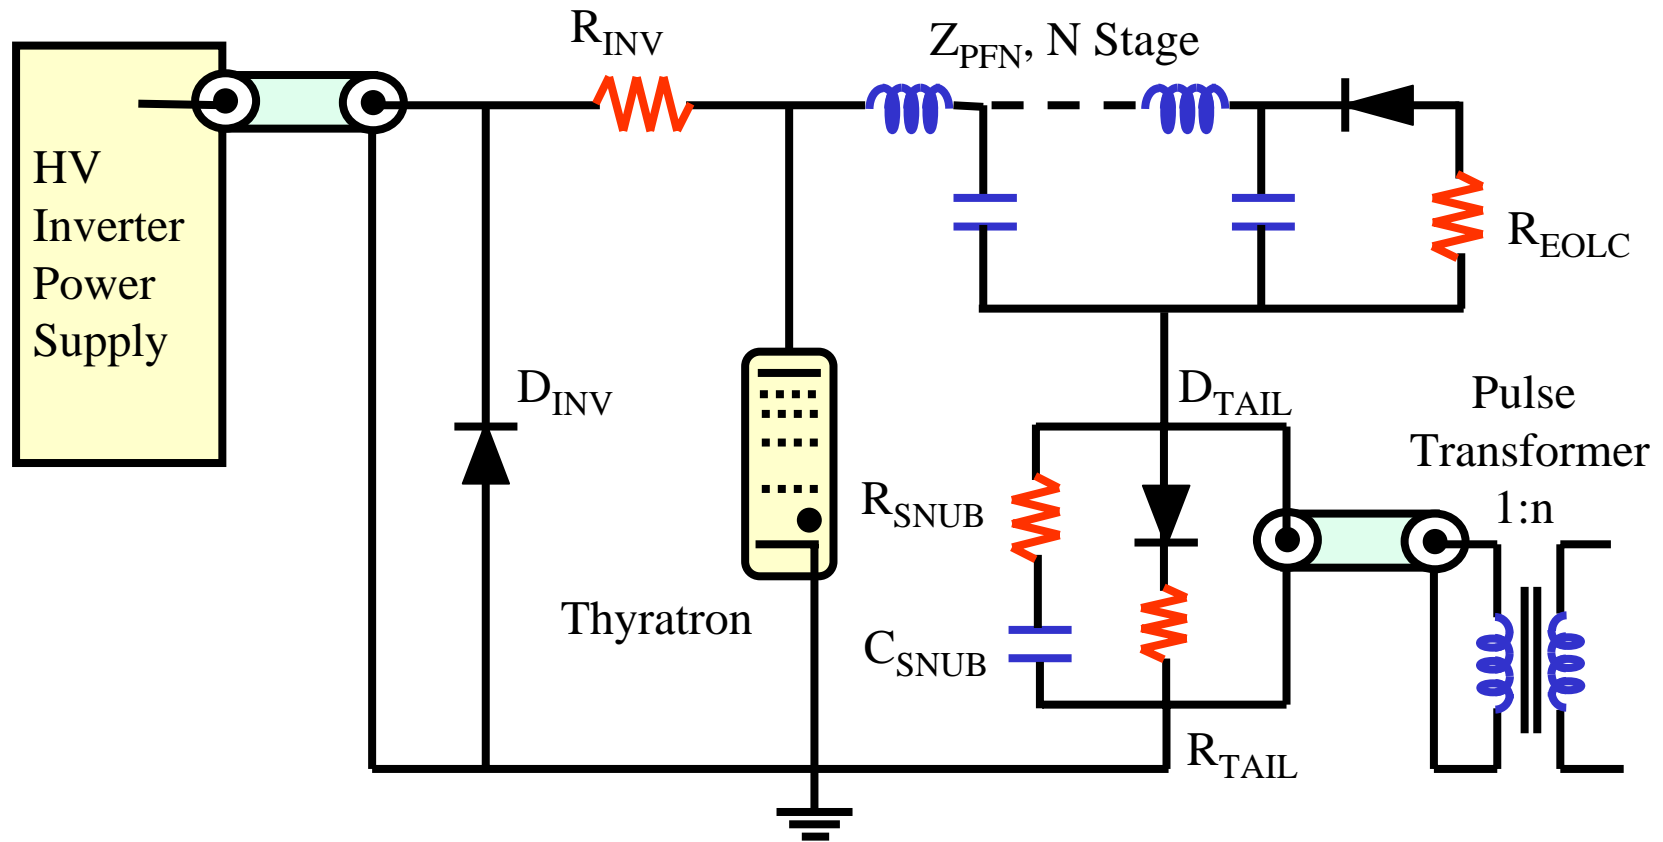 R_INV
Z_PFN, N Stage
HV
Inverter
Power
Supply
R_EOLC
D_INV
D_TAIL
Pulse
Transformer
1:n
R_SNUB
Thyratron
C_SNUB
R_TAIL